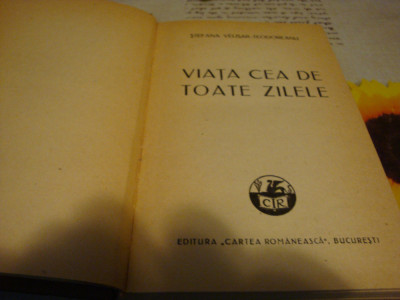 ȘTEFANA VELISAR TEODOREANU
VIAȚA CEA DE
TOATE ZILELE
CR
EDITURA „CARTEA ROMÂNEASCĂ", BUCUREȘTI